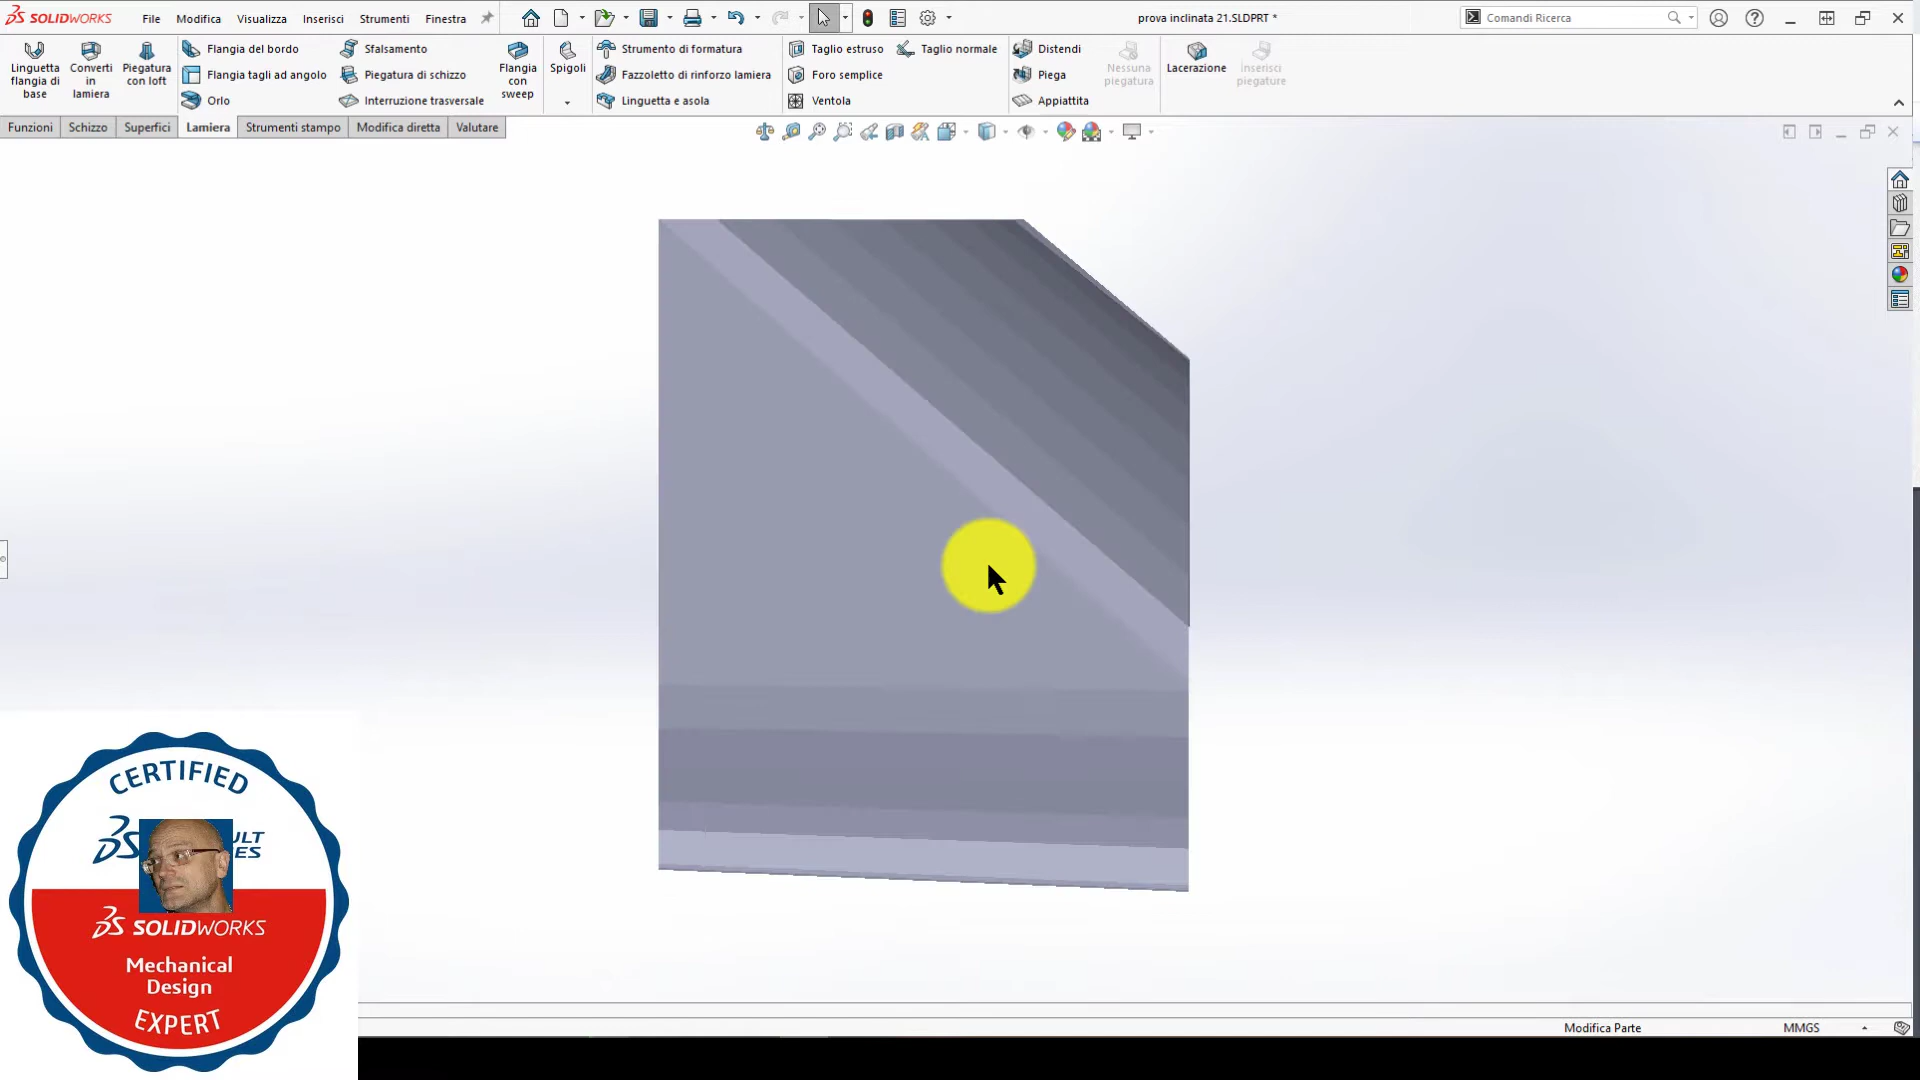 SOLIDWORKS File Modifica Visualizza Inserisci Strumenti Finestra prova inclinata 21.SLDPRT * Comandi Ricerca
Linguetta flangia di base
Converti in lamiera
Piegatura con loft
Flangia del bordo
Flangia tagli ad angolo
Orlo
Sfalsamento
Piegatura di schizzo
Interruzione trasversale
Flangia con sweep
Spigoli
Strumento di formatura
Fazzoletto di rinforzo lamiera
Linguetta e asola
Taglio estruso
Foro semplice
Ventola
Taglio normale
Distendi
Piega
Appiattita
Nessuna piegatura
Lacerazione
inserisci piegature
Funzioni Schizzo Superfici Lamiera Strumenti stampo Modifica diretta Valutare
CERTIFIED
SOLIDWORKS
Mechanical
Design
EXPERT
Modifica Parte MMGS